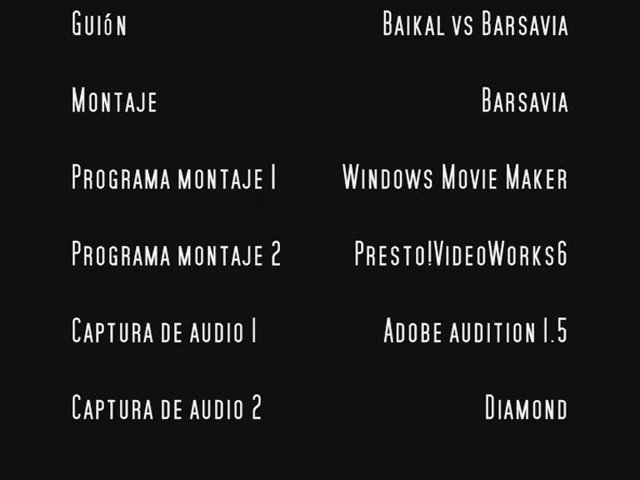 Guión Baikal vs Barsavia
Montaje Barsavia
Programa montaje 1 Windows Movie Maker
Programa montaje 2 Presto!VideoWorks6
Captura de audio 1 Adobe audition 1.5
Captura de audio 2 Diamond